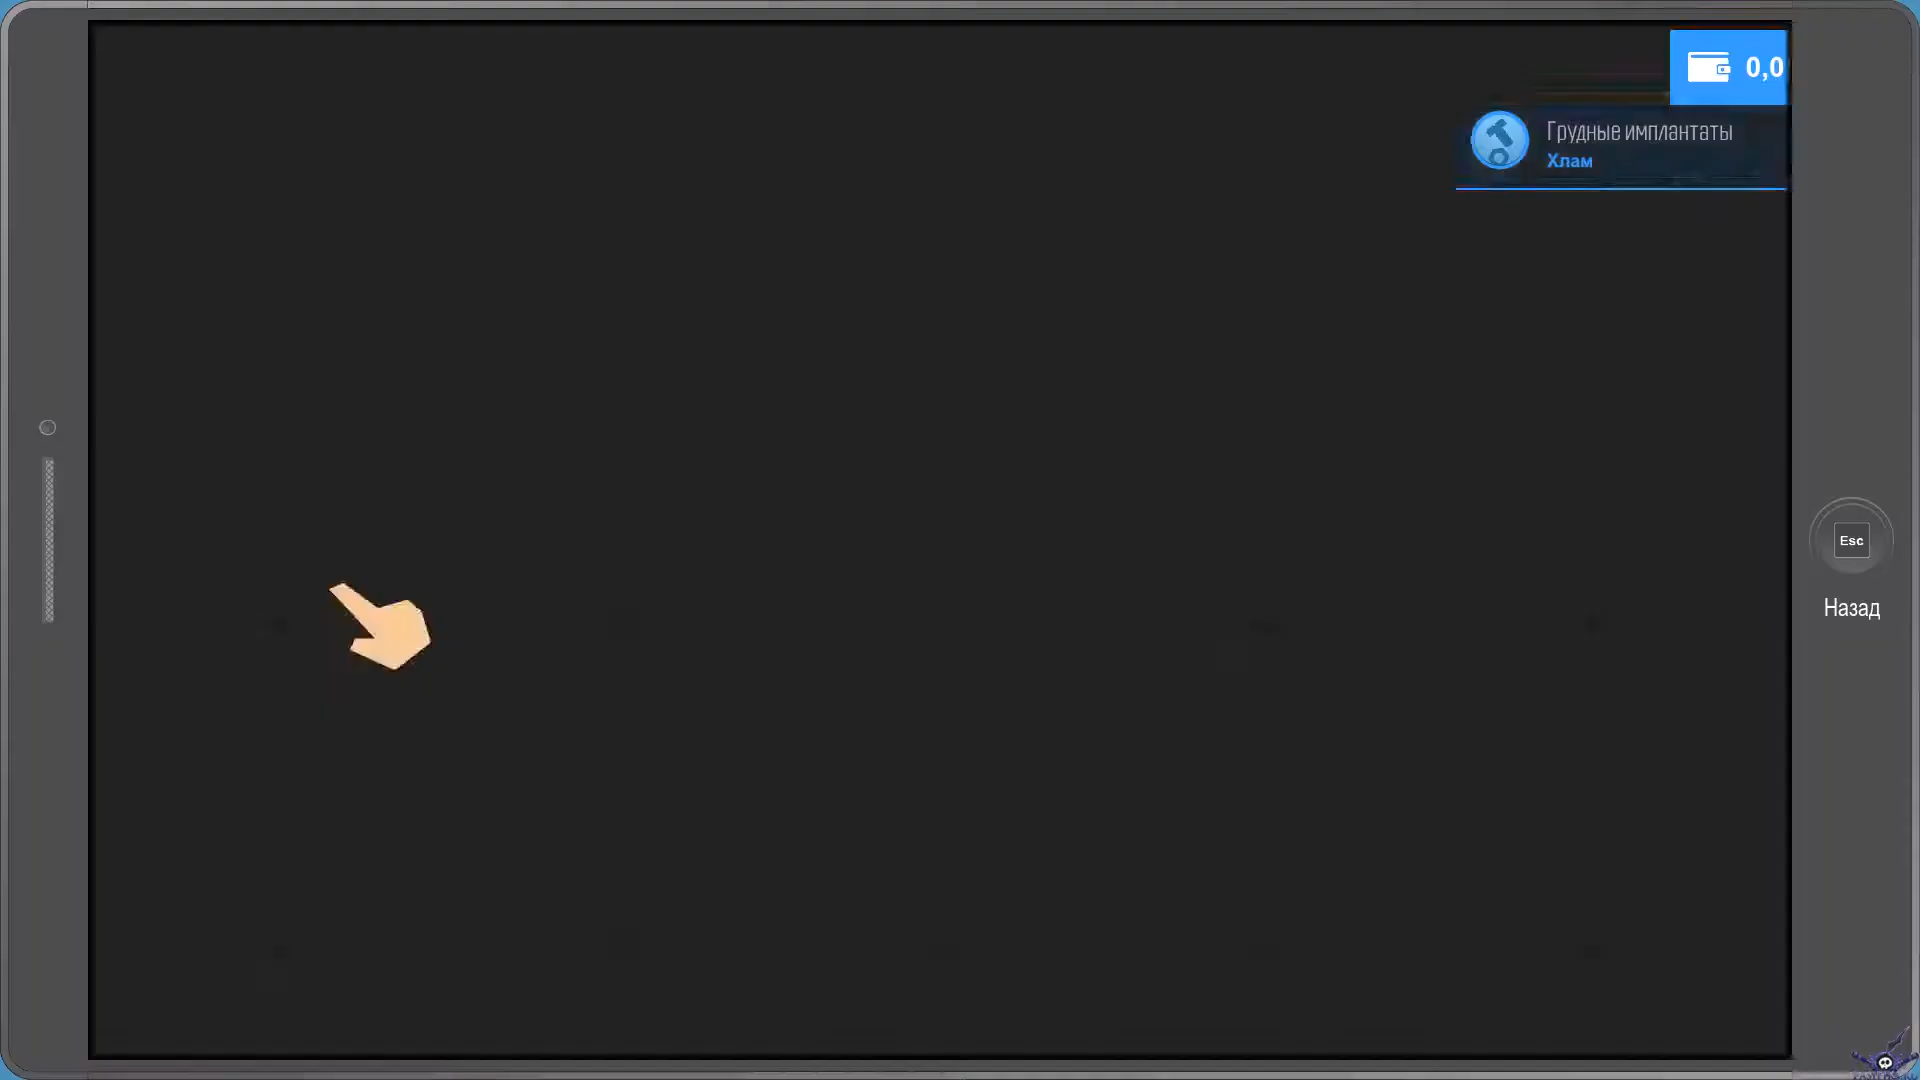 0,0
Грудные имплантаты
Хлам
Esc
Назад